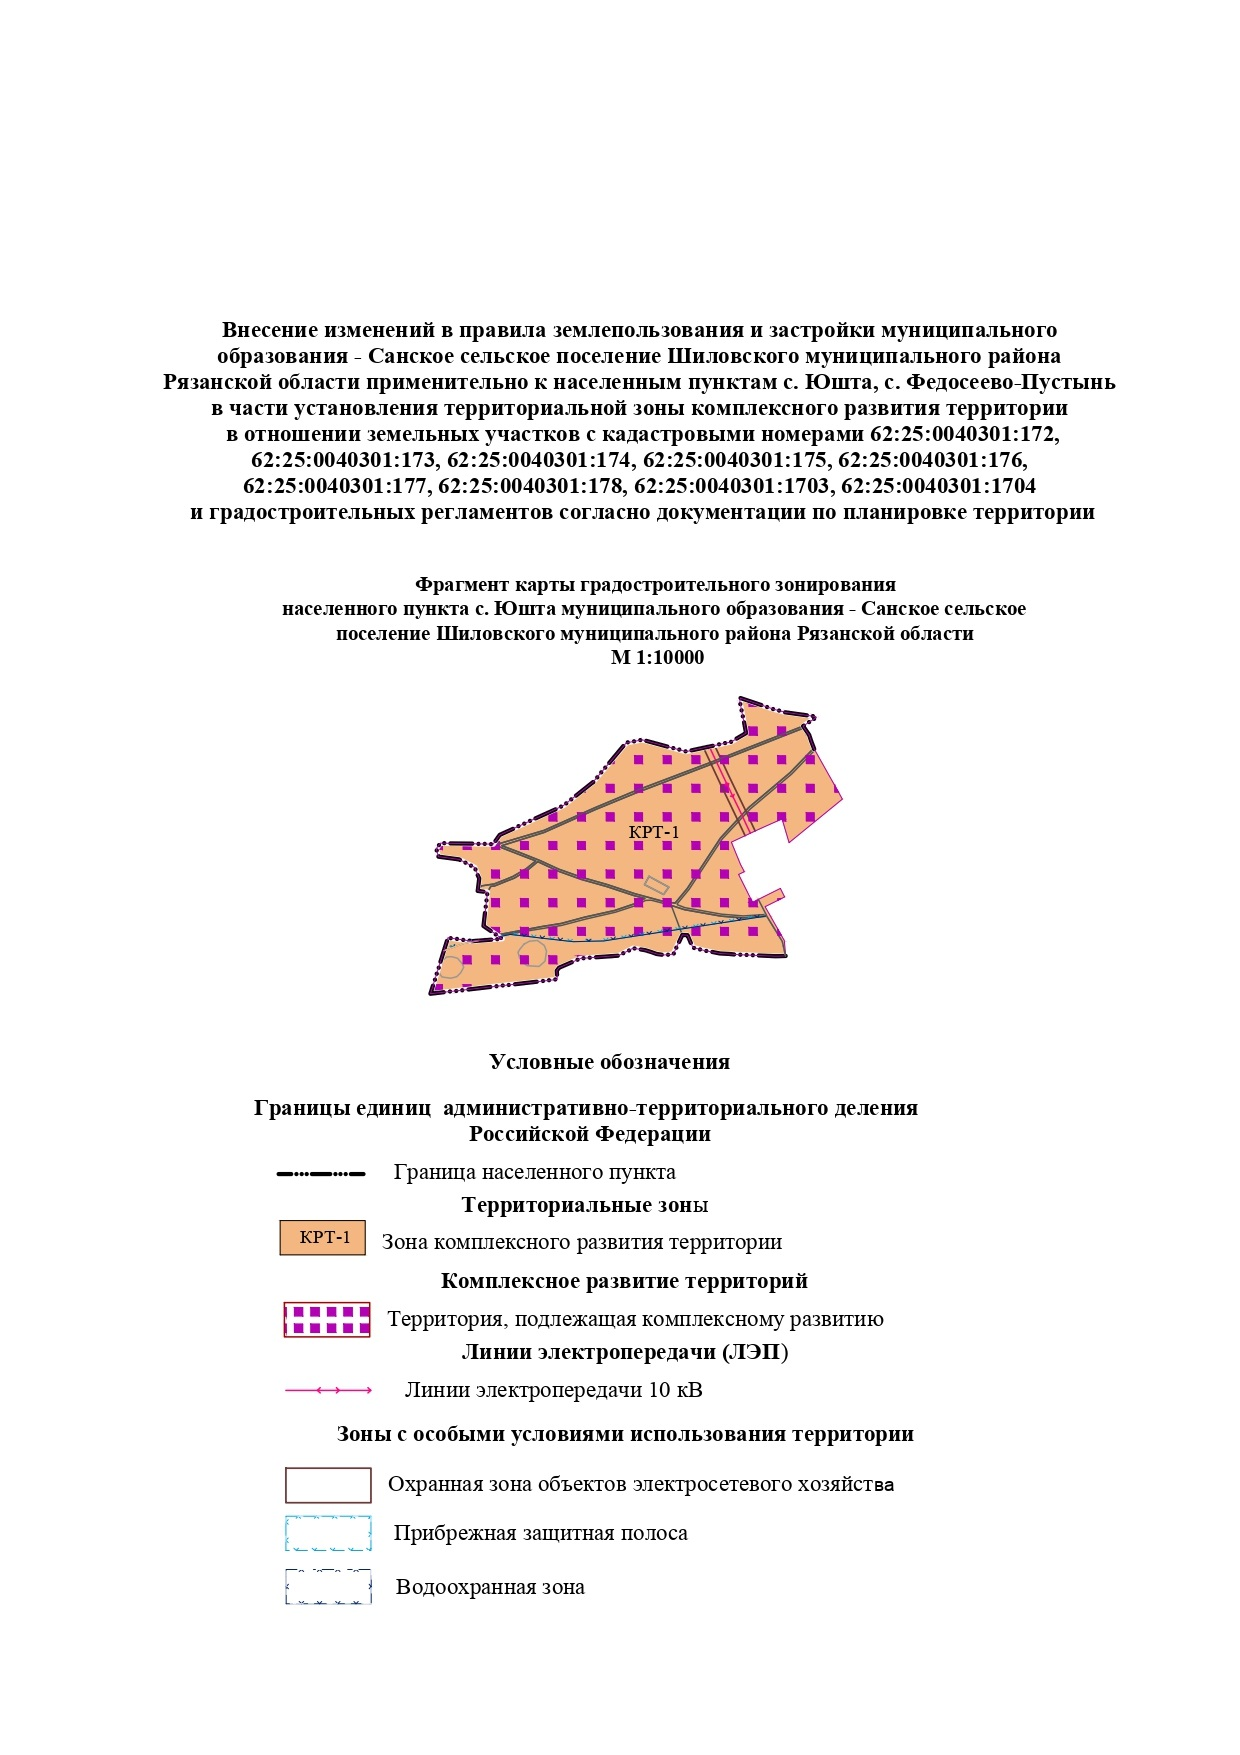 Внесение изменений в правила землепользования и застройки муниципального
образования - Санское сельское поселение Шиловского муниципального района
Рязанской области применительно к населенным пунктам с. Юшта, с. Федосеево-Пустынь
в части установления территориальной зоны комплексного развития территории
в отношении земельных участков с кадастровыми номерами 62:25:0040301:172,
62:25:0040301:173, 62:25:0040301:174, 62:25:0040301:175, 62:25:0040301:176,
62:25:0040301:177, 62:25:0040301:178, 62:25:0040301:1703, 62:25:0040301:1704
и градостроительных регламентов согласно документации по планировке территории
Фрагмент карты градостроительного зонирования
населенного пункта с. Юшта муниципального образования - Санское сельское
поселение Шиловского муниципального района Рязанской области
М 1:10000
КРТ-1
Условные обозначения
Границы единиц административно-территориального деления
Российской Федерации
Граница населенного пункта
Территориальные зоны
КРТ-1 Зона комплексного развития территории
Комплексное развитие территорий
Территория, подлежащая комплексному развитию
Линии электропередачи (ЛЭП)
Линии электропередачи 10 кВ
Зоны с особыми условиями использования территории
Охранная зона объектов электросетевого хозяйства
Прибрежная защитная полоса
Водоохранная зона